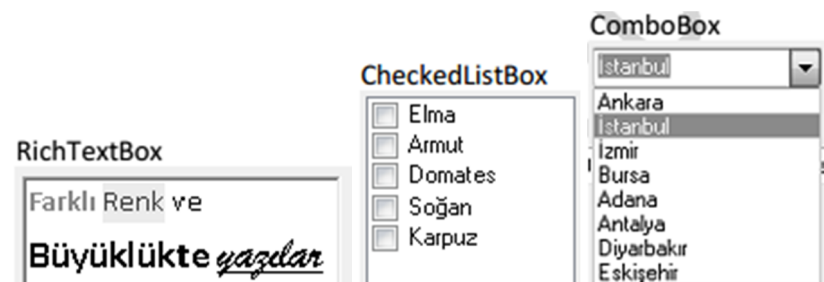 RichTextBox
Farklı Renk ve
Büyüklükte yazılar
CheckedListBox
Elma
Armut
Domates
Soğan
Karpuz
ComboBox
İstanbul
Ankara
İstanbul
İzmir
Bursa
Adana
Antalya
Diyarbakır
Eskişehir